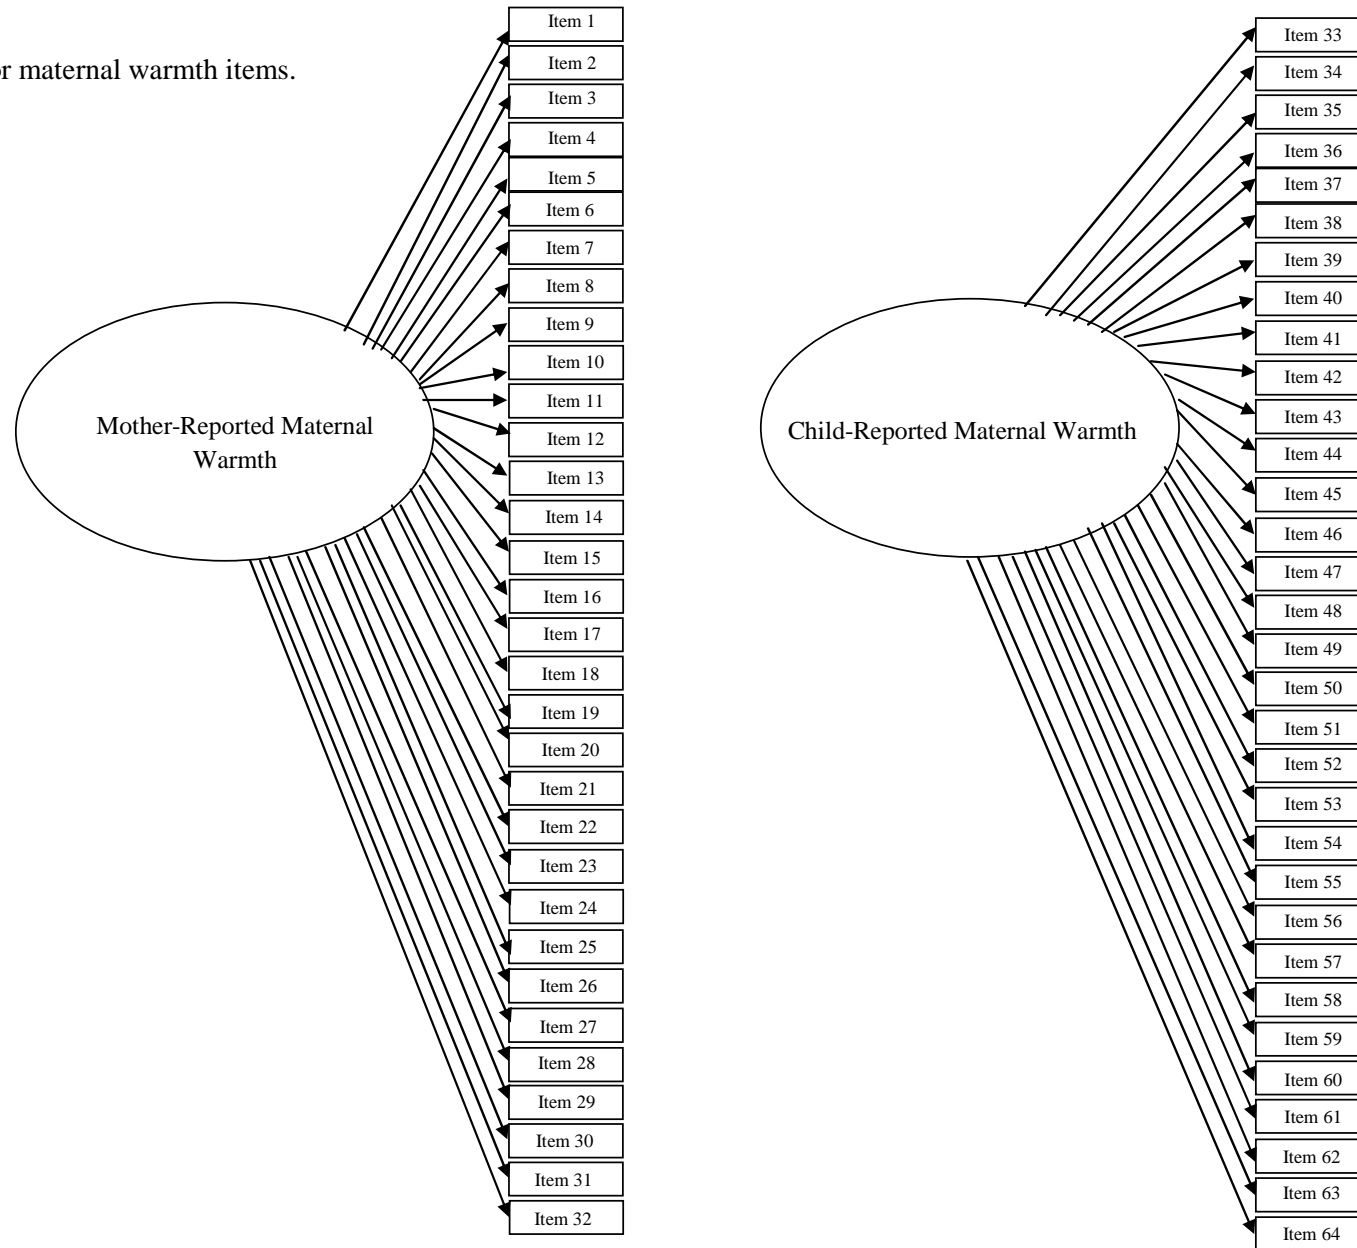 or maternal warmth items.
Item 1
Item 2
Item 3
Item 4
Item 5
Item 6
Item 7
Item 8
Item 9
Item 10
Item 11
Item 12
Item 13
Item 14
Item 15
Item 16
Item 17
Item 18
Item 19
Item 20
Item 21
Item 22
Item 23
Item 24
Item 25
Item 26
Item 27
Item 28
Item 29
Item 30
Item 31
Item 32
Mother-Reported Maternal
Warmth
Item 33
Item 34
Item 35
Item 36
Item 37
Item 38
Item 39
Item 40
Item 41
Item 42
Item 43
Item 44
Item 45
Item 46
Item 47
Item 48
Item 49
Item 50
Item 51
Item 52
Item 53
Item 54
Item 55
Item 56
Item 57
Item 58
Item 59
Item 60
Item 61
Item 62
Item 63
Item 64
Child-Reported Maternal Warmth